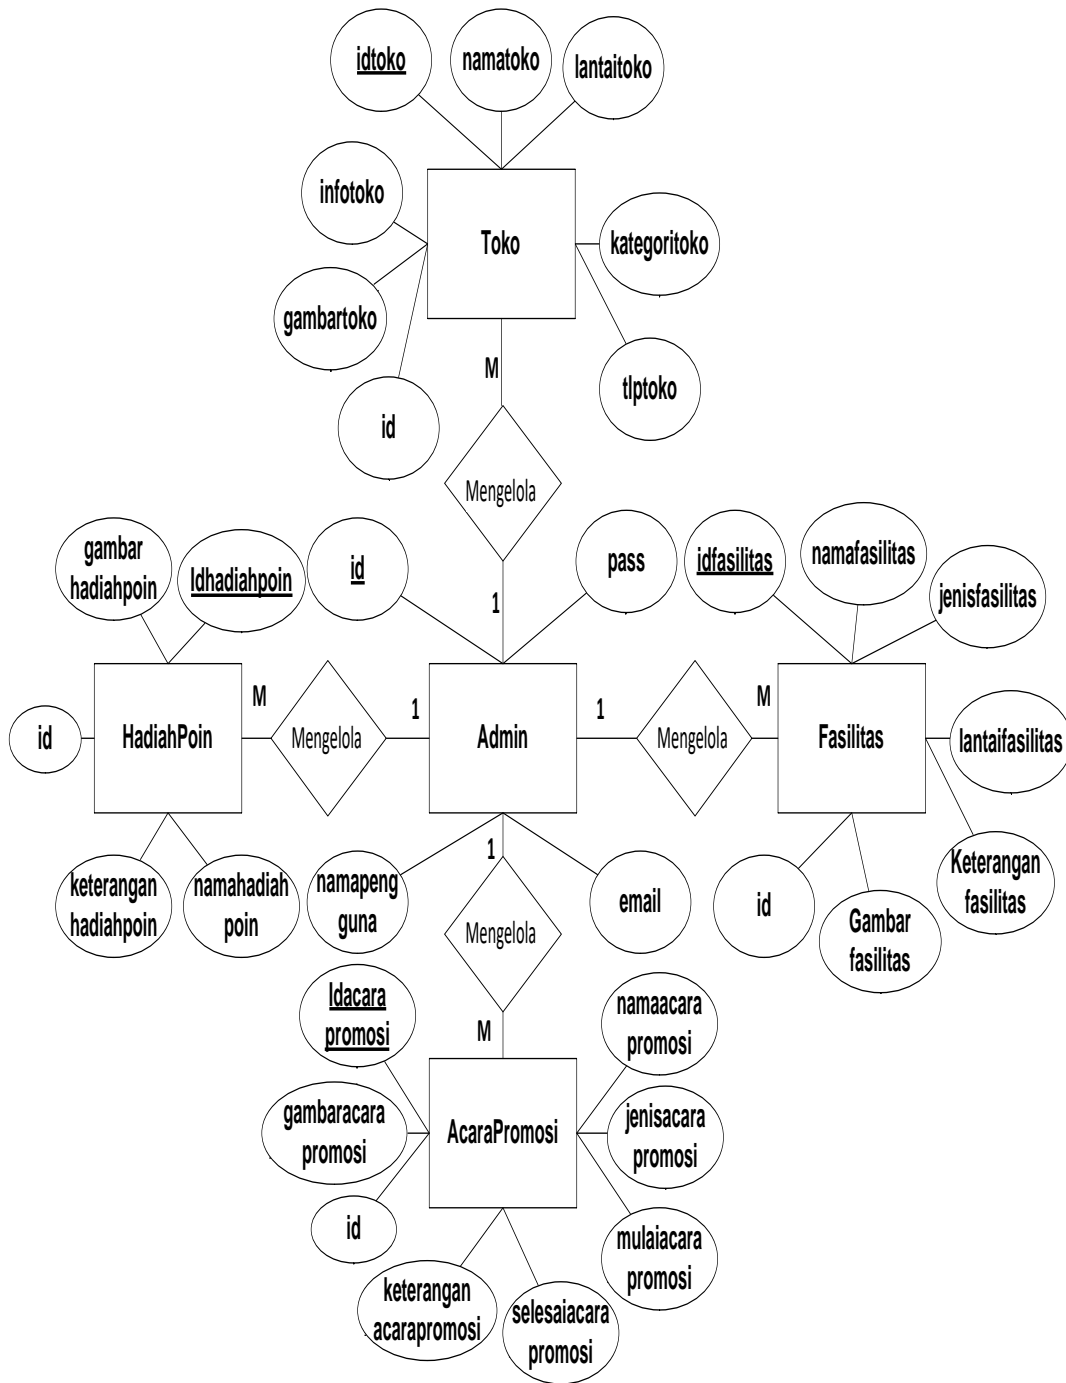 idtoko
namatoko
lantaitoko
infotoko
Toko
kategoritoko
gambartoko
M
tlptoko
id
Mengelola
gambar
hadiahpoin
Idhadiahpoin
id
pass
idfasilitas
namafasilitas
jenisfasilitas
1
M
1
1
M
id
HadiahPoin
Mengelola
Admin
Mengelola
Fasilitas
lantaifasilitas
keterangan
hadiahpoin
namahadiah
poin
namapeng
guna
1
email
id
Gambar
fasilitas
Keterangan
fasilitas
Mengelola
Idacara
promosi
M
namaacara
promosi
gambaracara
promosi
AcaraPromosi
jenisacara
promosi
id
mulaiacara
promosi
keterangan
acarapromosi
selesaiacara
promosi